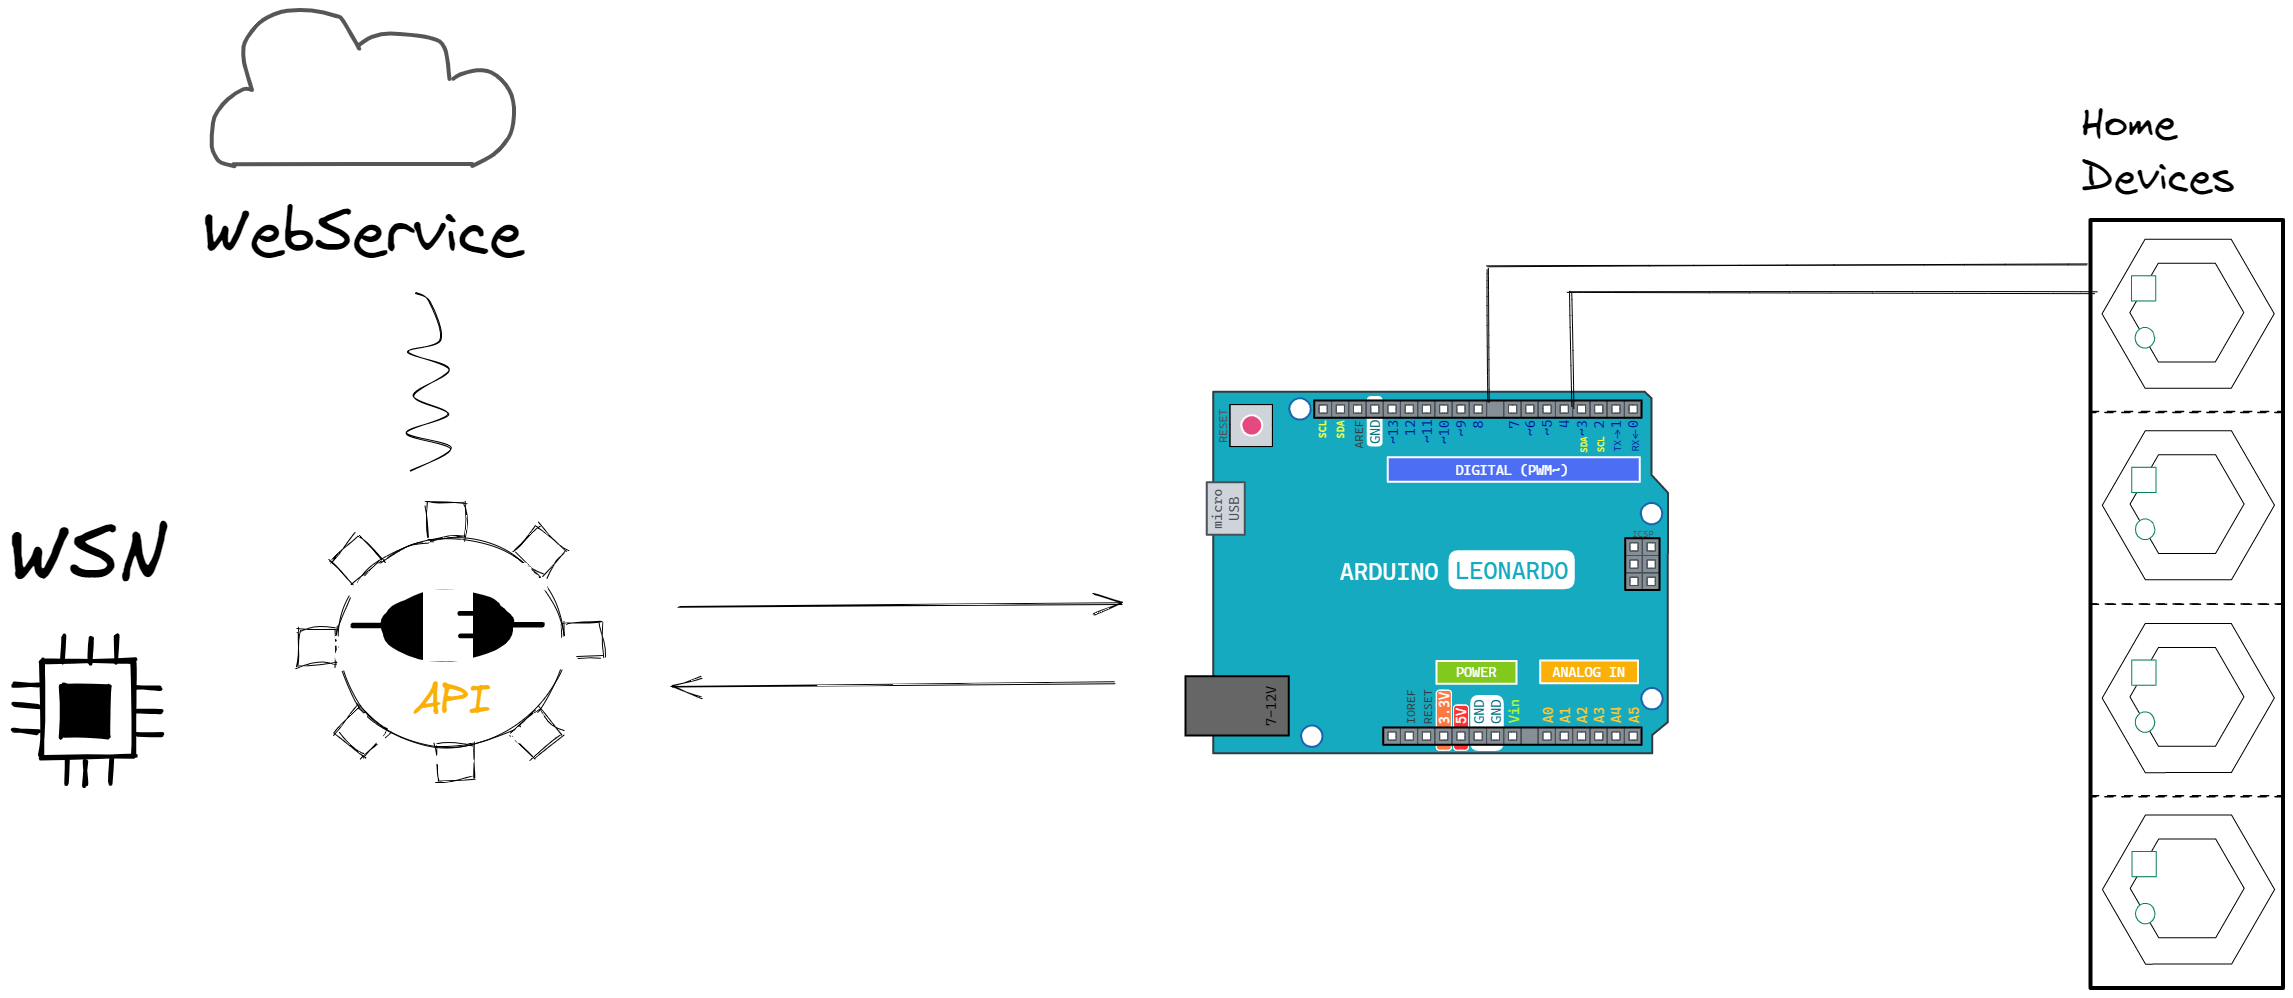 WebService
Home
Devices
WSN
API
RESET
SCL
SDA
AREF
GND
~13
12
~11
~10
~9
8
7
~6
~5
4
~3
2
TX→1
RX←0
SDA
SCL
DIGITAL (PWM~)
micro
USB
ICSP
ARDUINO LEONARDO
POWER
ANALOG IN
7-12V
IOREF
RESET
3.3V
5V
GND
GND
Vin
A0
A1
A2
A3
A4
A5